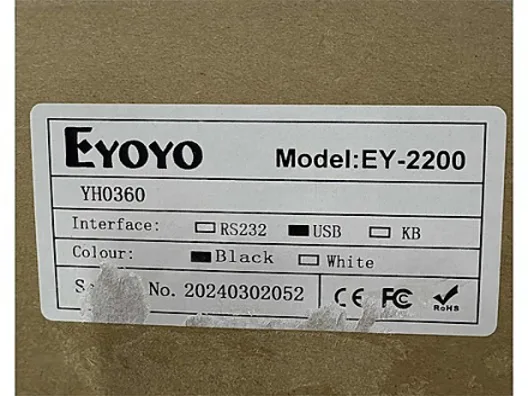 EYOYO Model:EY-2200
YH0360
Interface: □RS232 ■USB □ KB
Colour: ■Black □White
No. 20240302052 CE FC RoHS